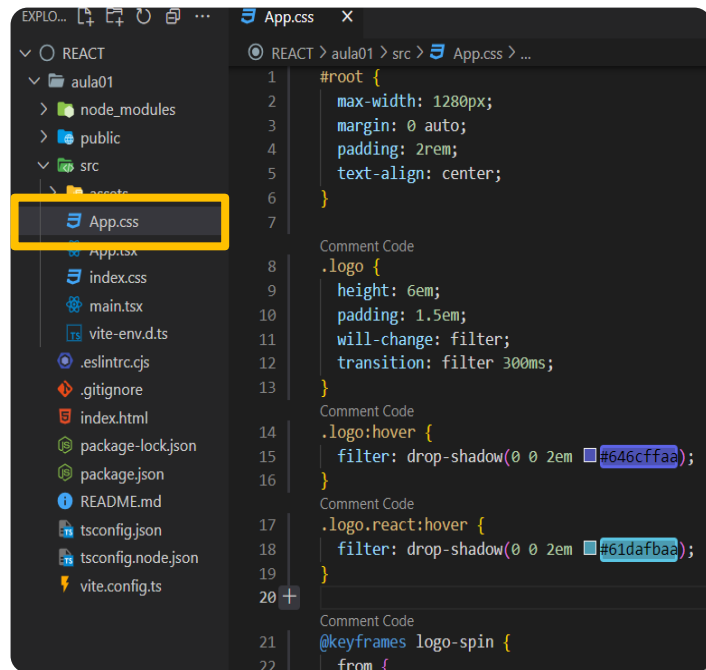 EXPLO... ···
REACT
aula01
node_modules
public
src
assets
App.css
App.tsx
index.css
main.tsx
TS vite-env.d.ts
.eslintrc.cjs
.gitignore
index.html
package-lock.json
package.json
README.md
tsconfig.json
tsconfig.node.json
vite.config.ts
App.css X
REACT > aula01 > src > App.css > ...
1 #root {
2 max-width: 1280px;
3 margin: 0 auto;
4 padding: 2rem;
5 text-align: center;
6 }
7
Comment Code
8 .logo {
9 height: 6em;
10 padding: 1.5em;
11 will-change: filter;
12 transition: filter 300ms;
13 }
Comment Code
14 .logo:hover {
15 filter: drop-shadow(0 0 2em #646cffaa);
16 }
Comment Code
17 .logo.react:hover {
18 filter: drop-shadow(0 0 2em #61dafbaa);
19 }
20 +
Comment Code
21 @keyframes logo-spin {
22 from {